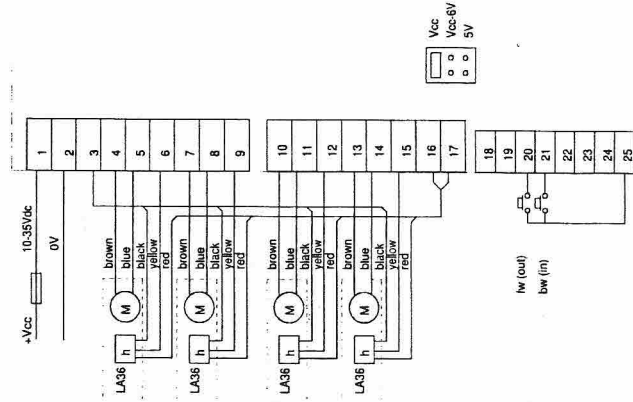 +Vcc
10-35Vdc
0V
1
2
3
4
5
6
7
8
9
10
11
12
13
14
15
16
17
18
19
20
21
22
23
24
25
brown
blue
black
yellow
red
brown
blue
black
yellow
red
brown
blue
black
yellow
red
brown
blue
black
yellow
red
M
h
LA36
M
h
LA36
M
h
LA36
M
h
LA36
Vcc
Vcc-6V
5V
fw (out)
bw (in)